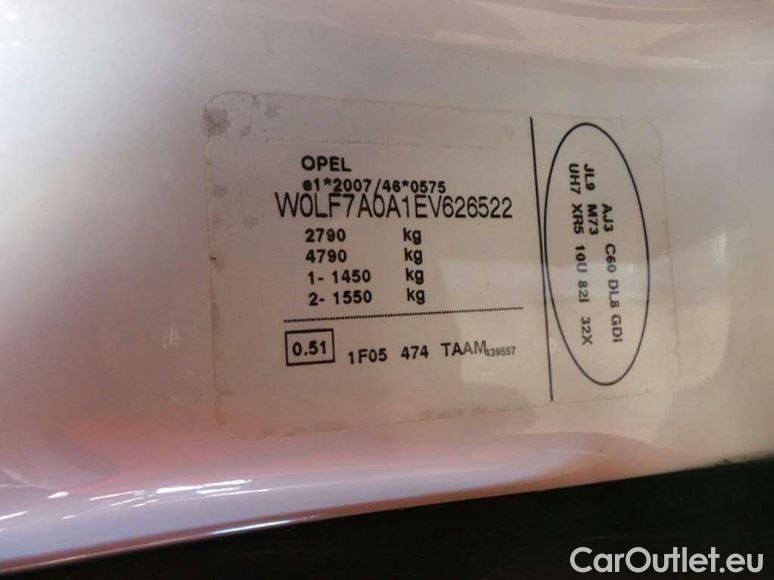 OPEL
e1*2007/46*0575
W0LF7A0A1EV626522
2790 kg
4790 kg
1- 1450 kg
2- 1550 kg
0.51 1F05 474 TAAM 439557
AJ3 C60 DL8 GDI
JL9 M73
UH7 XR5 10U 82I 32X
CarOutlet.eu